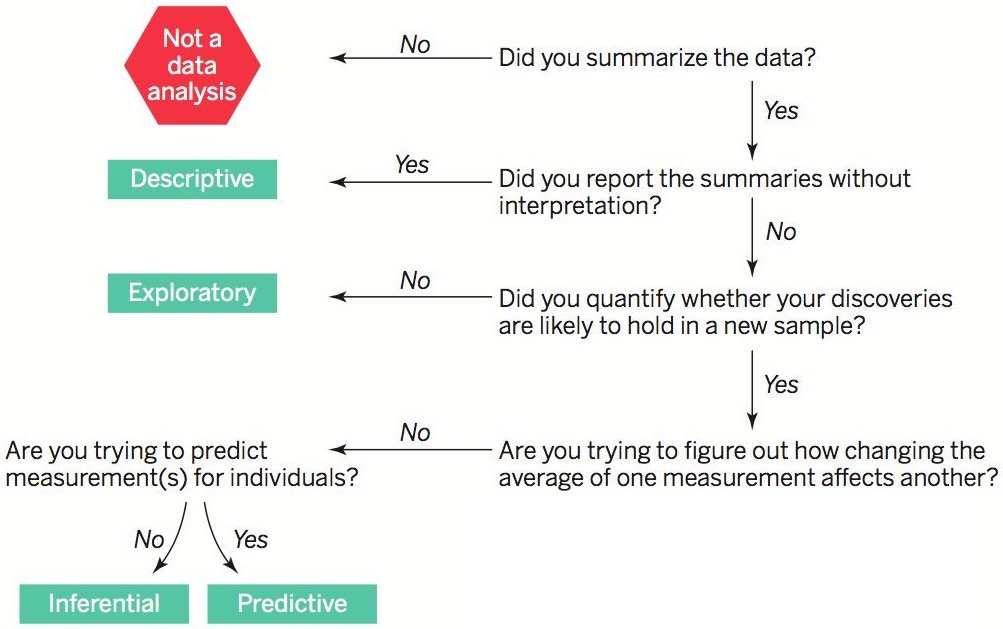 Not a
data
analysis
No
Did you summarize the data?
Yes
Descriptive
Yes
Did you report the summaries without
interpretation?
No
Exploratory
No
Did you quantify whether your discoveries
are likely to hold in a new sample?
Yes
Are you trying to predict
measurement(s) for individuals?
No
Are you trying to figure out how changing the
average of one measurement affects another?
No
Yes
Inferential
Predictive